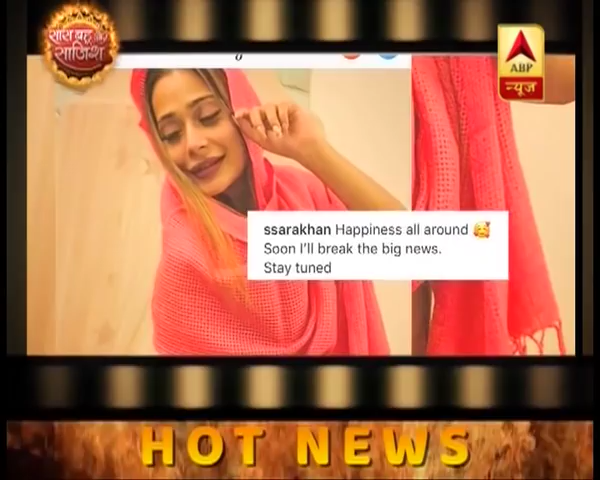 सास बहू और
साज़िश
ABP
न्यूज़
ssarakhan Happiness all around 🥰
Soon I'll break the big news.
Stay tuned
HOT NEWS